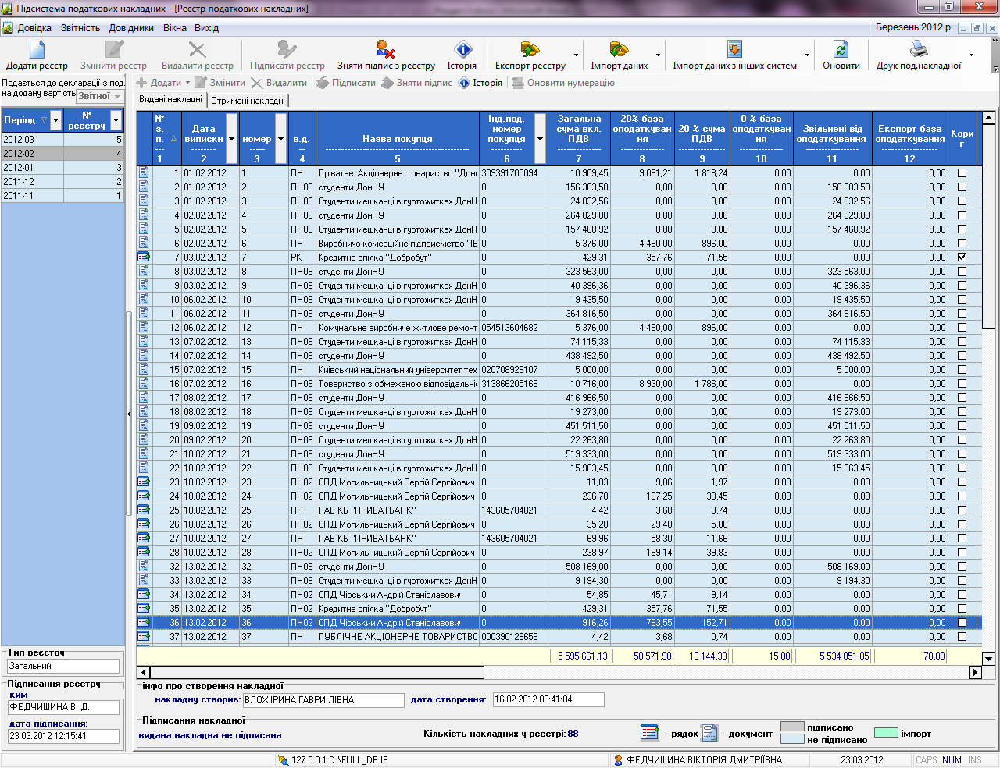 Підсистема податкових накладних - [Реєстр податкових накладних]
Довідка Звітність Довідники Вікна Вихід Березень 2012 р.
Додати реєстр Змінити реєстр Видалити реєстр Підписати реєстр Зняти підпис з реєстру Історія Експорт реєстру Імпорт даних Імпорт даних з інших систем Оновити Друк под.накладної
Подається до декларації з под.
на додану вартість Звітної
Додати Змінити Видалити Підписати Зняти підпис Історія Оновити нумерацію
Видані накладні Отримані накладні
Період № реєстру
2012-03 5
2012-02 4
2012-01 3
2011-12 2
2011-11 1
№ з. п. ---- 1 Дата виписки ------- 2 номер ----- 3 в.д. -- 4 Назва покупця 5 Інд.под. номер покупця 6 Загальна сума вкл. ПДВ 7 20% база оподаткування 8 20 % сума ПДВ 9 0 % база оподаткування 10 Звільнені від оподаткування 11 Експорт база оподаткування 12 Кориг
1 01.02.2012 1 ПН Пріватне Акціонерне товариство "Доне 309391705094 10 909,45 9 091,21 1 818,24 0,00 0,00 0,00
2 01.02.2012 2 ПН09 студенти ДонНУ 0 156 303,50 0,00 0,00 0,00 156 303,50 0,00
3 01.02.2012 3 ПН09 Студенти мешканці в гуртожитках ДонН 0 24 032,56 0,00 0,00 0,00 24 032,56 0,00
4 02.02.2012 4 ПН09 студенти ДонНУ 0 264 029,00 0,00 0,00 0,00 264 029,00 0,00
5 02.02.2012 5 ПН09 Студенти мешканці в гуртожитках ДонН 0 157 468,92 0,00 0,00 0,00 157 468,92 0,00
6 02.02.2012 6 ПН Виробничо-комерційне підприємство "ІВ 0 5 376,00 4 480,00 896,00 0,00 0,00 0,00
7 03.02.2012 7 РК Кредитна спілка "Добробут" 0 -429,31 -357,76 -71,55 0,00 0,00 0,00
8 03.02.2012 8 ПН09 студенти ДонНУ 0 323 563,00 0,00 0,00 0,00 323 563,00 0,00
9 03.02.2012 9 ПН09 Студенти мешканці в гуртожитках ДонН 0 40 396,36 0,00 0,00 0,00 40 396,36 0,00
10 06.02.2012 10 ПН09 Студенти мешканці в гуртожитках ДонН 0 19 435,50 0,00 0,00 0,00 19 435,50 0,00
11 06.02.2012 11 ПН09 студенти ДонНУ 0 364 816,50 0,00 0,00 0,00 364 816,50 0,00
12 06.02.2012 12 ПН Комунальне виробниче житлове ремонт 054513604682 5 376,00 4 480,00 896,00 0,00 0,00 0,00
13 07.02.2012 13 ПН09 Студенти мешканці в гуртожитках ДонН 0 74 115,33 0,00 0,00 0,00 74 115,33 0,00
14 07.02.2012 14 ПН09 студенти ДонНУ 0 438 492,50 0,00 0,00 0,00 438 492,50 0,00
15 07.02.2012 15 ПН Київський національний університет тех 020708926107 5 000,00 0,00 0,00 0,00 5 000,00 0,00
16 07.02.2012 16 ПН09 Товариство з обмеженою відповідальніс 313866205169 10 716,00 8 930,00 1 786,00 0,00 0,00 0,00
17 08.02.2012 17 ПН09 студенти ДонНУ 0 416 966,50 0,00 0,00 0,00 416 966,50 0,00
18 08.02.2012 18 ПН09 Студенти мешканці в гуртожитках ДонН 0 19 273,00 0,00 0,00 0,00 19 273,00 0,00
19 09.02.2012 19 ПН09 студенти ДонНУ 0 451 511,50 0,00 0,00 0,00 451 511,50 0,00
20 09.02.2012 20 ПН09 Студенти мешканці в гуртожитках ДонН 0 22 263,80 0,00 0,00 0,00 22 263,80 0,00
21 10.02.2012 21 ПН09 студенти ДонНУ 0 519 333,00 0,00 0,00 0,00 519 333,00 0,00
22 10.02.2012 22 ПН09 Студенти мешканці в гуртожитках ДонН 0 15 963,45 0,00 0,00 0,00 15 963,45 0,00
23 10.02.2012 23 ПН02 СПД Могильницький Сергій Сергійович 0 11,83 9,86 1,97 0,00 0,00 0,00
24 10.02.2012 24 ПН02 СПД Могильницький Сергій Сергійович 0 236,70 197,25 39,45 0,00 0,00 0,00
25 10.02.2012 25 ПН ПАБ КБ "ПРИВАТБАНК" 143605704021 4,42 3,68 0,74 0,00 0,00 0,00
26 10.02.2012 26 ПН02 СПД Могильницький Сергій Сергійович 0 35,28 29,40 5,88 0,00 0,00 0,00
27 10.02.2012 27 ПН ПАБ КБ "ПРИВАТБАНК" 143605704021 69,96 58,30 11,66 0,00 0,00 0,00
28 10.02.2012 28 ПН02 СПД Могильницький Сергій Сергійович 0 238,97 199,14 39,83 0,00 0,00 0,00
32 13.02.2012 32 ПН09 студенти ДонНУ 0 508 169,00 0,00 0,00 0,00 508 169,00 0,00
33 13.02.2012 33 ПН09 Студенти мешканці в гуртожитках ДонН 0 9 194,30 0,00 0,00 0,00 9 194,30 0,00
34 13.02.2012 34 ПН02 СПД Чірський Андрій Станіславович 0 54,85 45,71 9,14 0,00 0,00 0,00
35 13.02.2012 35 ПН02 Кредитна спілка "Добробут" 0 429,31 357,76 71,55 0,00 0,00 0,00
36 13.02.2012 36 ПН02 СПД Чірський Андрій Станіславович 0 916,26 763,55 152,71 0,00 0,00 0,00
37 13.02.2012 37 ПН ПУБЛІЧНЕ АКЦІОНЕРНЕ ТОВАРИСТВО 000390126658 4,42 3,68 0,74 0,00 0,00 0,00
5 595 661,13 50 571,90 10 144,38 15,00 5 534 851,85 78,00
Тип реєстру
Загальний
Підписання реєстру
ким
ФЕДЧИШИНА В. Д.
дата підписання:
23.03.2012 12:15:41
інфо про створення накладної
накладну створив: ВЛОХ ІРИНА ГАВРИІЛІВНА дата створення: 16.02.2012 08:41:04
Підписання накладної
видана накладна не підписана Кількість накладних у реєстрі: 88 - рядок - документ підписано не підписано імпорт
127.0.0.1:D:\FULL_DB.IB ФЕДЧИШИНА ВІКТОРІЯ ДМИТРІЇВНА 23.03.2012 CAPS NUM INS